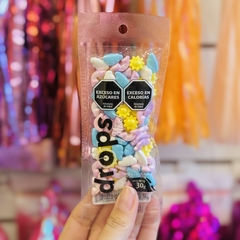 EXCESO EN
AZÚCARES
EXCESO EN
CALORÍAS
drops
30g